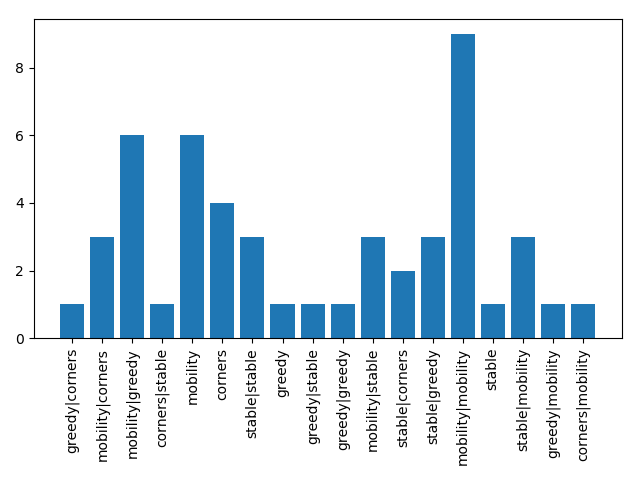 8
6
4
2
0
greedy|corners
mobility|corners
mobility|greedy
corners|stable
mobility
corners
stable|stable
greedy
greedy|stable
greedy|greedy
mobility|stable
stable|corners
stable|greedy
mobility|mobility
stable
stable|mobility
greedy|mobility
corners|mobility